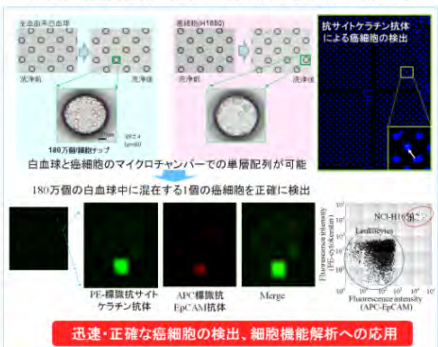 全血由来白血球
癌細胞(H1650)
抗サイトケラチン抗体
による癌細胞の検出
洗浄前
洗浄後
洗浄前
洗浄後
180万個/細胞チップ
白血球と癌細胞のマイクロチャンバーでの単層配列が可能
180万個の白血球中に混在する1個の癌細胞を正確に検出
NCI-H1650
Leukocytes
Fluorescence intensity
(PE-cytokeratin)
PE-標識抗サイト
ケラチン抗体
APC標識抗
EpCAM抗体
Merge
Fluorescence intensity
(APC-EpCAM)
迅速・正確な癌細胞の検出、細胞機能解析への応用